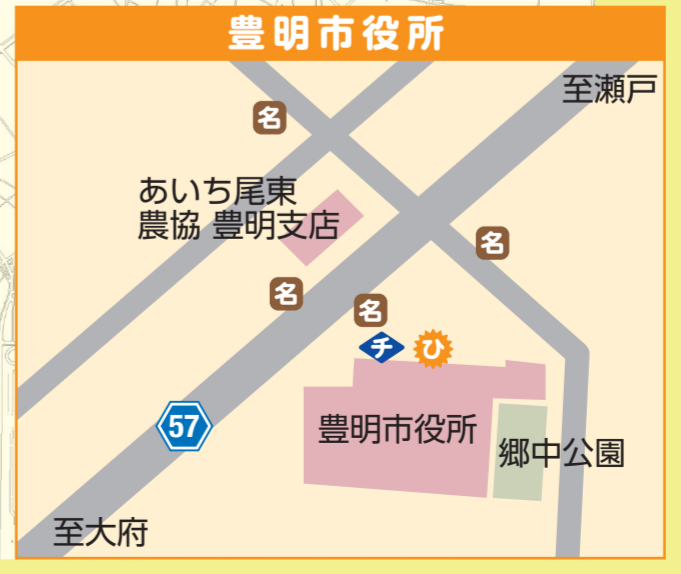 豊明市役所
至瀬戸
名
あいち尾東
農協 豊明支店
名
名
名
チ ひ
57
豊明市役所
郷中公園
至大府